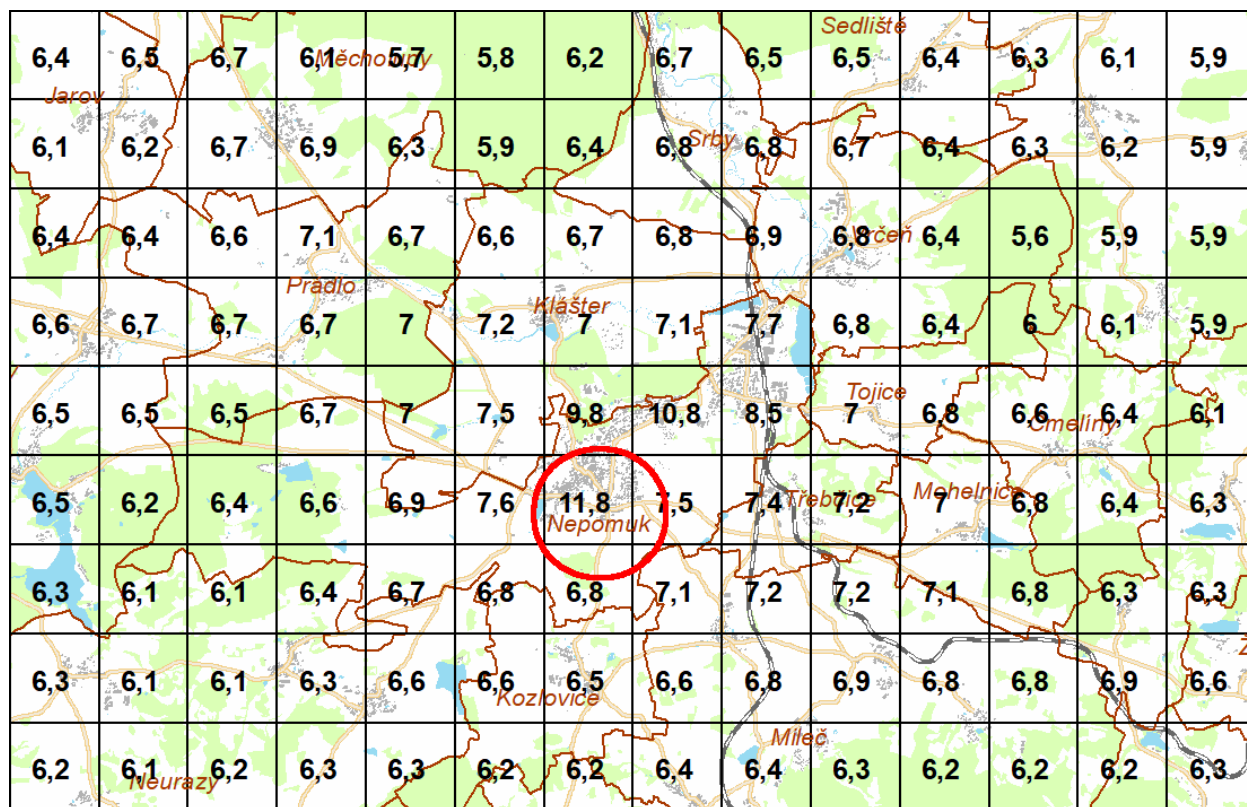 Sedliště
6,4 6,5 6,7 6,1 5,7 5,8 6,2 6,7 6,5 6,5 6,4 6,3 6,1 5,9
Měcholupy
Jarov
6,1 6,2 6,7 6,9 6,3 5,9 6,4 6,8 6,8 6,7 6,4 6,3 6,2 5,9
Srby
6,4 6,4 6,6 7,1 6,7 6,6 6,7 6,8 6,9 6,8 6,4 5,6 5,9 5,9
Vrčeň
Prádlo
Klášter
6,6 6,7 6,7 6,7 7 7,2 7 7,1 7,7 6,8 6,4 6 6,1 5,9
Tojice
6,5 6,5 6,5 6,7 7 7,5 9,8 10,8 8,5 7 6,8 6,6 6,4 6,1
Čmelíny
6,5 6,2 6,4 6,6 6,9 7,6 11,8 7,5 7,4 7,2 7 6,8 6,4 6,3
Třebčice
Mohelnice
Nepomuk
6,3 6,1 6,1 6,4 6,7 6,8 6,8 7,1 7,2 7,2 7,1 6,8 6,3 6,3
6,3 6,1 6,1 6,3 6,6 6,6 6,5 6,6 6,8 6,9 6,8 6,8 6,9 6,6
Kozlovice
Mileč
6,2 6,1 6,2 6,3 6,3 6,2 6,2 6,4 6,4 6,3 6,2 6,2 6,2 6,3
Neurazy